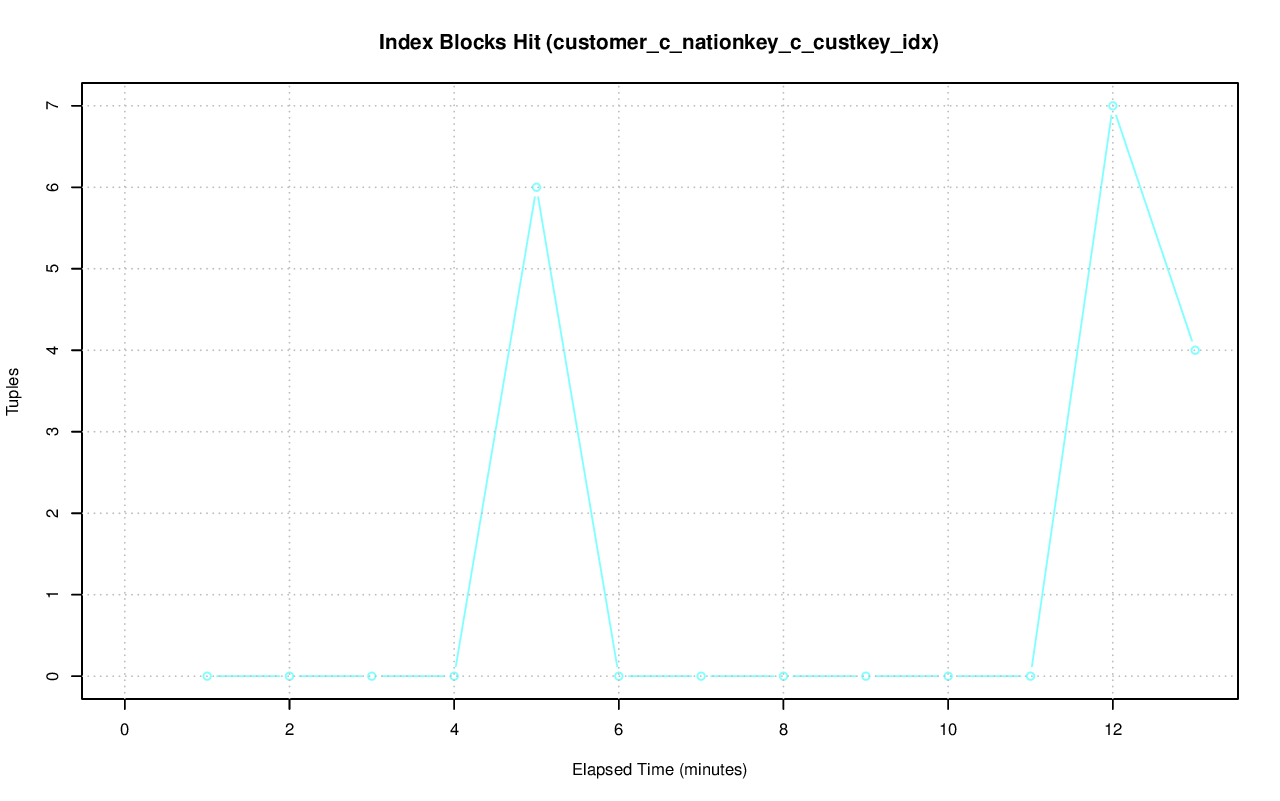 Index Blocks Hit (customer_c_nationkey_c_custkey_idx)
7
6
5
4
3
2
1
0
Tuples
0 2 4 6 8 10 12
Elapsed Time (minutes)